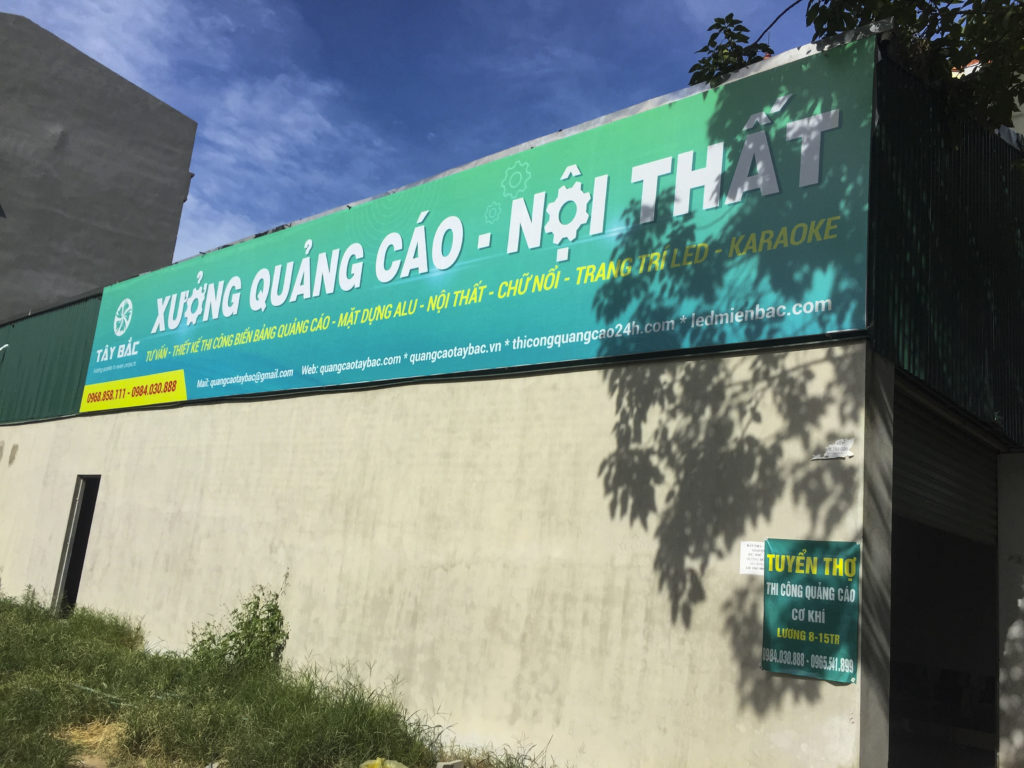 XƯỞNG QUẢNG CÁO - NỘI THẤT
TƯ VẤN - THIẾT KẾ THI CÔNG BIỂN BẢNG QUẢNG CÁO - MẶT DỰNG ALU - NỘI THẤT - CHỮ NỔI - TRANG TRÍ LED - KARAOKE
TÂY BẮC
Mail: quangcaotaybac@gmail.com Web: quangcaotaybac.com * quangcaotaybac.vn * thicongquangcao24h.com * ledmienbac.com
0968.858.111 - 0984.030.888
TUYỂN THỢ
THI CÔNG QUẢNG CÁO
CƠ KHÍ
LƯƠNG 8-15TR
0984.030.888 - 0965.541.899